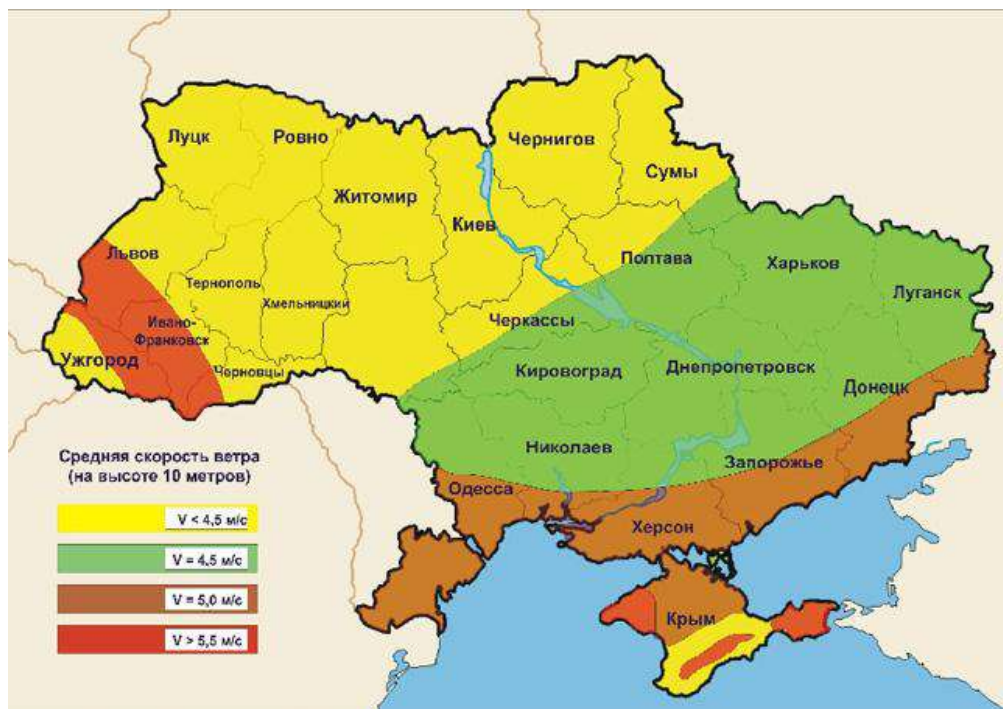 Луцк
Ровно
Чернигов
Сумы
Житомир
Киев
Львов
Полтава
Харьков
Тернополь
Хмельницкий
Луганск
Черкассы
Ивано-
Франковск
Ужгород
Черновцы
Кировоград
Днепропетровск
Донецк
Николаев
Запорожье
Одесса
Херсон
Крым
Средняя скорость ветра
(на высоте 10 метров)
V < 4,5 м/с
V = 4,5 м/с
V = 5,0 м/с
V > 5,5 м/с